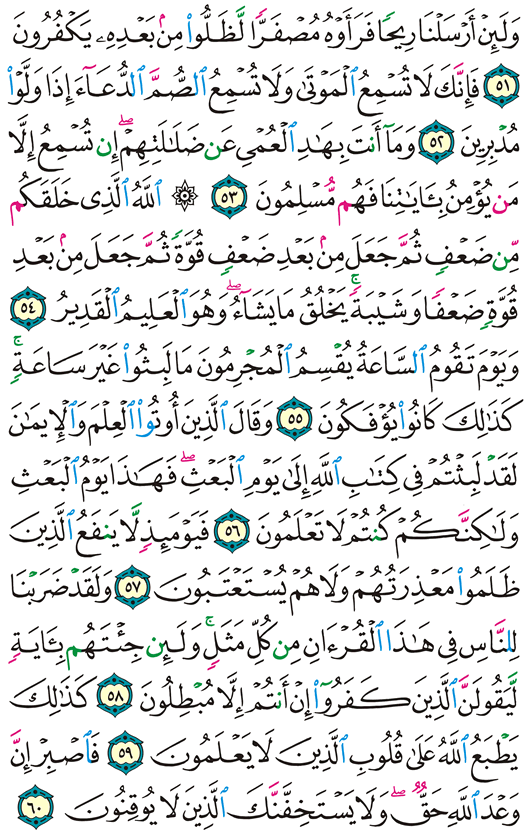 وَلَئِنْ أَرْسَلْنَا رِيحًا فَرَأَوْهُ مُصْفَرًّا لَّظَلُّوا۟ مِنۢ بَعْدِهِۦ يَكْفُرُونَ
٥١ فَإِنَّكَ لَا تُسْمِعُ ٱلْمَوْتَىٰ وَلَا تُسْمِعُ ٱلصُّمَّ ٱلدُّعَآءَ إِذَا وَلَّوْا۟
مُدْبِرِينَ ٥٢ وَمَآ أَنتَ بِهَـٰدِ ٱلْعُمْىِ عَن ضَلَـٰلَتِهِمْ ۖ إِن تُسْمِعُ إِلَّا
مَن يُؤْمِنُ بِـَٔايَـٰتِنَا فَهُم مُّسْلِمُونَ ٥٣ ۞ ٱللَّهُ ٱلَّذِى خَلَقَكُم
مِّن ضَعْفٍ ثُمَّ جَعَلَ مِنۢ بَعْدِ ضَعْفٍ قُوَّةً ثُمَّ جَعَلَ مِنۢ بَعْدِ
قُوَّةٍ ضَعْفًا وَشَيْبَةً ۚ يَخْلُقُ مَا يَشَآءُ ۖ وَهُوَ ٱلْعَلِيمُ ٱلْقَدِيرُ ٥٤
وَيَوْمَ تَقُومُ ٱلسَّاعَةُ يُقْسِمُ ٱلْمُجْرِمُونَ مَا لَبِثُوا۟ غَيْرَ سَاعَةٍ ۚ
كَذَٰلِكَ كَانُوا۟ يُؤْفَكُونَ ٥٥ وَقَالَ ٱلَّذِينَ أُوتُوا۟ ٱلْعِلْمَ وَٱلْإِيمَـٰنَ
لَقَدْ لَبِثْتُمْ فِى كِتَـٰبِ ٱللَّهِ إِلَىٰ يَوْمِ ٱلْبَعْثِ ۖ فَهَـٰذَا يَوْمُ ٱلْبَعْثِ
وَلَـٰكِنَّكُمْ كُنتُمْ لَا تَعْلَمُونَ ٥٦ فَيَوْمَئِذٍ لَّا يَنفَعُ ٱلَّذِينَ
ظَلَمُوا۟ مَعْذِرَتُهُمْ وَلَا هُمْ يُسْتَعْتَبُونَ ٥٧ وَلَقَدْ ضَرَبْنَا
لِلنَّاسِ فِى هَـٰذَا ٱلْقُرْءَانِ مِن كُلِّ مَثَلٍ ۚ وَلَئِن جِئْتَهُم بِـَٔايَةٍ
لَّيَقُولَنَّ ٱلَّذِينَ كَفَرُوٓا۟ إِنْ أَنتُمْ إِلَّا مُبْطِلُونَ ٥٨ كَذَٰلِكَ
يَطْبَعُ ٱللَّهُ عَلَىٰ قُلُوبِ ٱلَّذِينَ لَا يَعْلَمُونَ ٥٩ فَٱصْبِرْ إِنَّ
وَعْدَ ٱللَّهِ حَقٌّ ۖ وَلَا يَسْتَخِفَّنَّكَ ٱلَّذِينَ لَا يُوقِنُونَ ٦٠